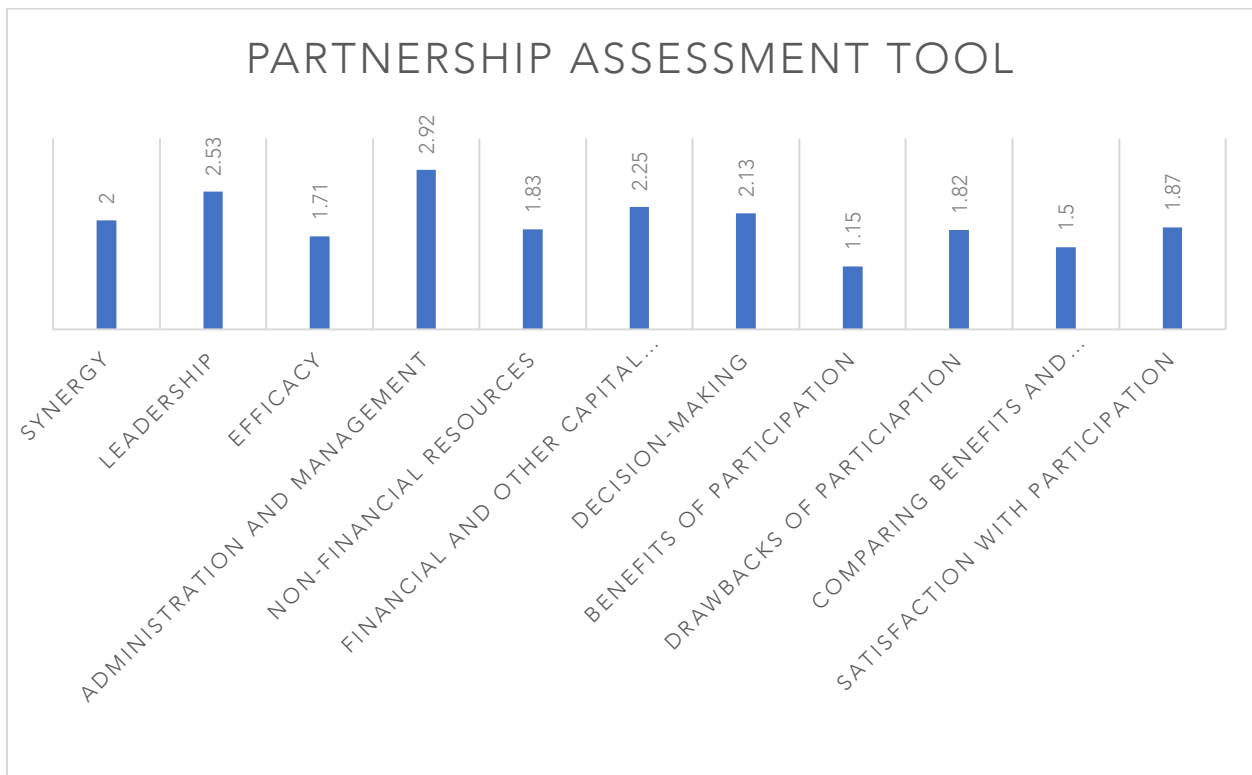 PARTNERSHIP ASSESSMENT TOOL
2
2.53
1.71
2.92
1.83
2.25
2.13
1.15
1.82
1.5
1.87
SYNERGY
LEADERSHIP
EFFICACY
ADMINISTRATION AND MANAGEMENT
NON-FINANCIAL RESOURCES
FINANCIAL AND OTHER CAPITAL...
DECISION-MAKING
BENEFITS OF PARTICIPATION
DRAWBACKS OF PARTICIAPTION
COMPARING BENEFITS AND...
SATISFACTION WITH PARTICIPATION